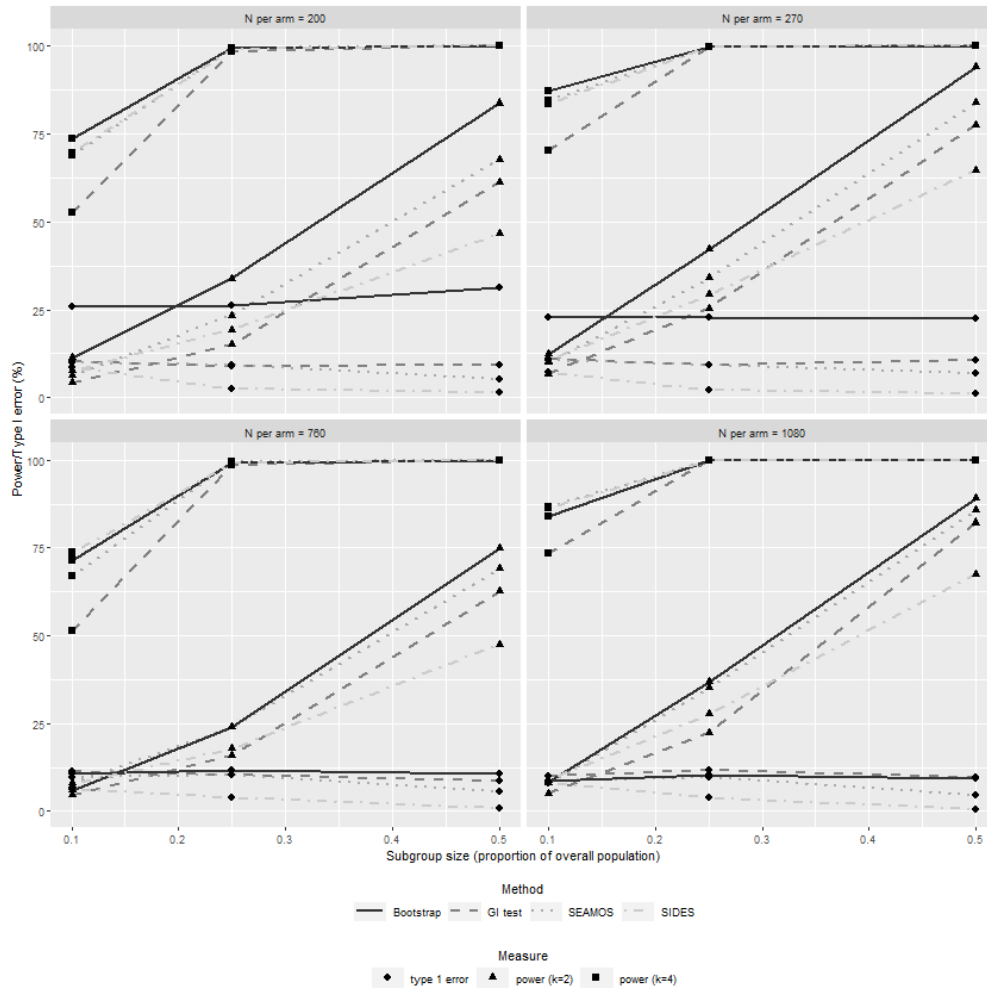 N per arm = 200
N per arm = 270
100
75
50
25
0
N per arm = 760
N per arm = 1080
100
75
50
25
0
Power/Type I error (%)
0.1 0.2 0.3 0.4 0.5
0.1 0.2 0.3 0.4 0.5
Subgroup size (proportion of overall population)
Method
Bootstrap GI test SEAMOS SIDES
Measure
type 1 error power (k=2) power (k=4)